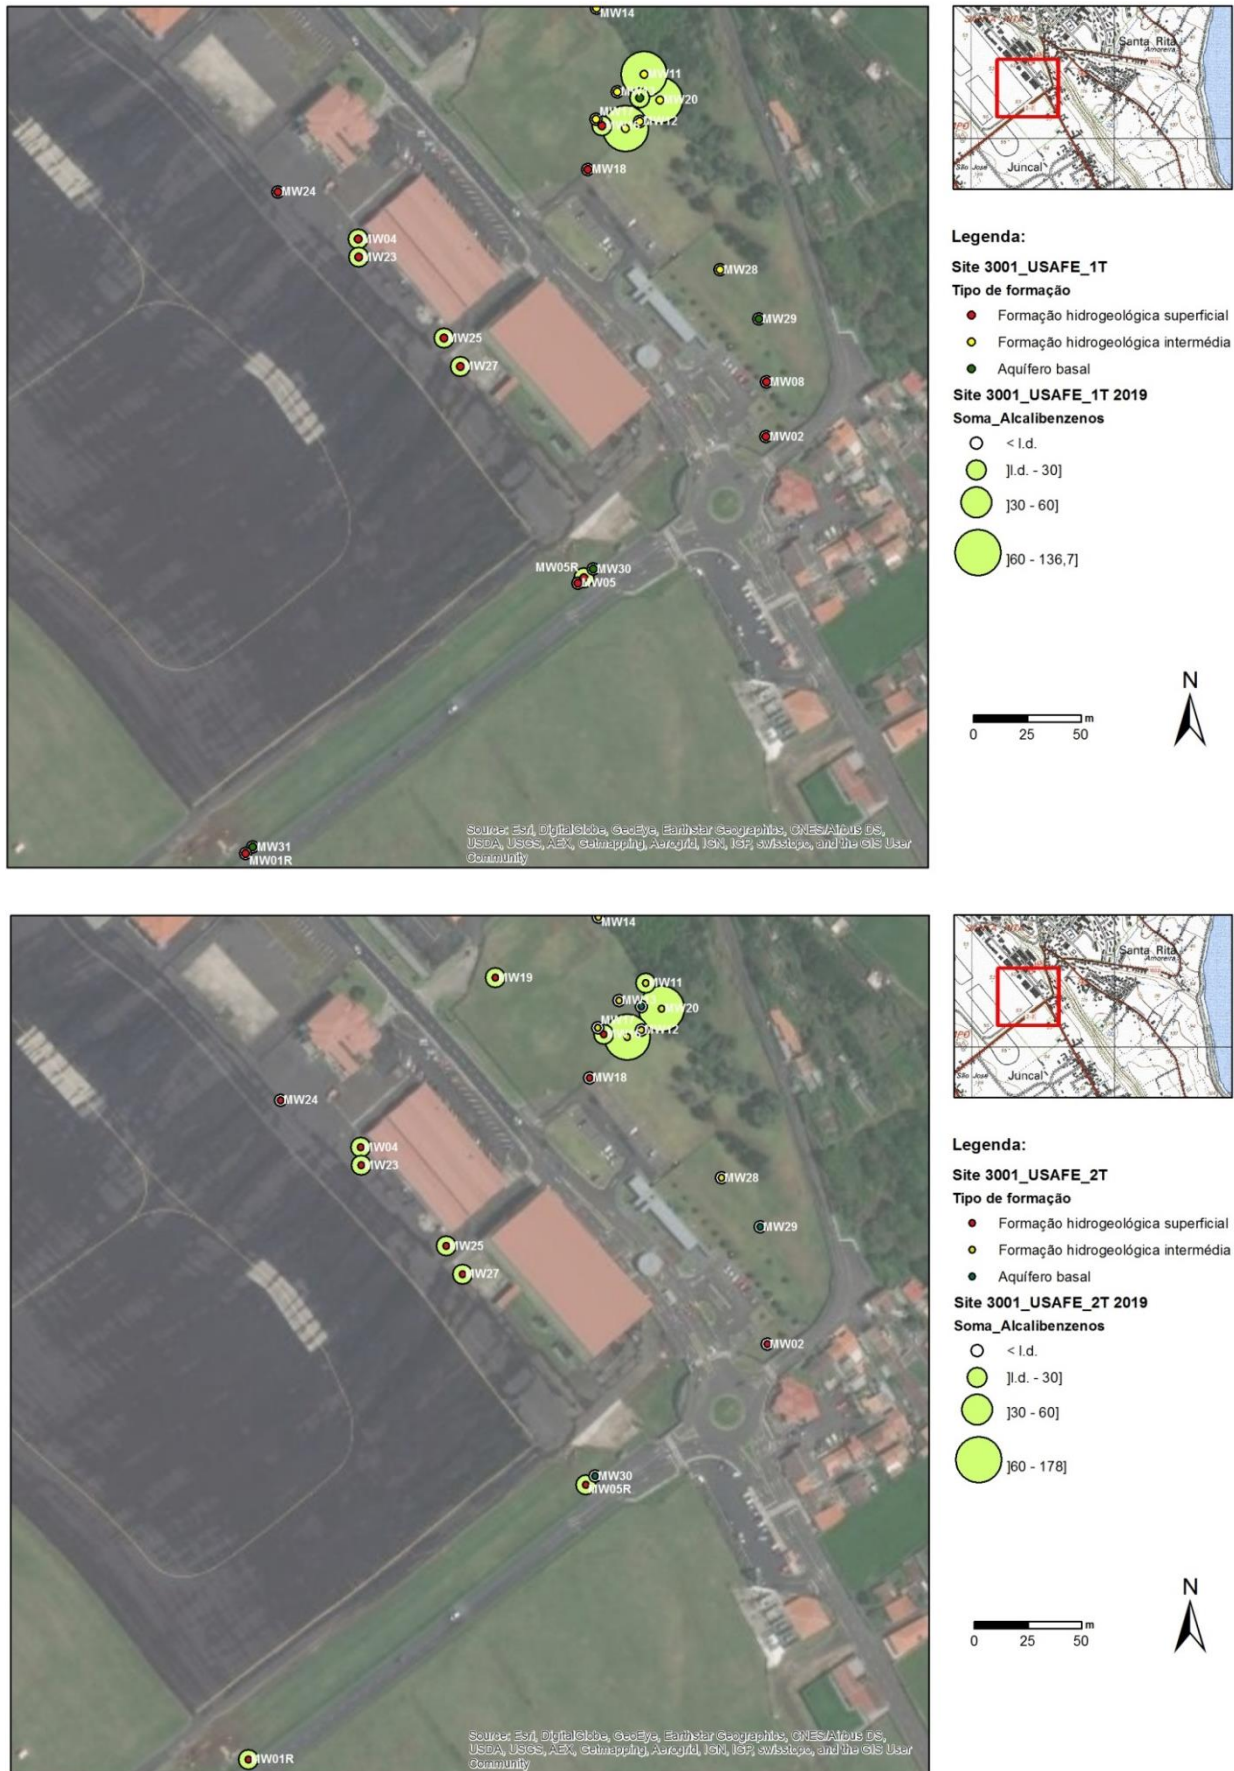 MW14
MW11
MW20
MW12
MW18
MW24
MW04
MW23
MW28
MW29
MW25
MW27
MW08
MW02
MW05R
MW30
MW05
MW31
MW01R
Source: Esri, DigitalGlobe, GeoEye, Earthstar Geographics, CNES/Airbus DS,
USDA, USGS, AEX, Getmapping, Aerogrid, IGN, IGP, swisstopo, and the GIS User
Community
Santa Rita
Amoreira
São José
Juncal
Legenda:
Site 3001_USAFE_1T
Tipo de formação
Formação hidrogeológica superficial
Formação hidrogeológica intermédia
Aquífero basal
Site 3001_USAFE_1T 2019
Soma_Alcalibenzenos
< l.d.
]l.d. - 30]
]30 - 60]
]60 - 136,7]
N
m
0 25 50
MW14
MW19
MW11
MW20
MW12
MW18
MW24
MW04
MW23
MW28
MW29
MW25
MW27
MW02
MW30
MW05R
MW01R
Source: Esri, DigitalGlobe, GeoEye, Earthstar Geographics, CNES/Airbus DS,
USDA, USGS, AEX, Getmapping, Aerogrid, IGN, IGP, swisstopo, and the GIS User
Community
Santa Rita
Amoreira
São José
Juncal
Legenda:
Site 3001_USAFE_2T
Tipo de formação
Formação hidrogeológica superficial
Formação hidrogeológica intermédia
Aquífero basal
Site 3001_USAFE_2T 2019
Soma_Alcalibenzenos
< l.d.
]l.d. - 30]
]30 - 60]
]60 - 178]
N
m
0 25 50